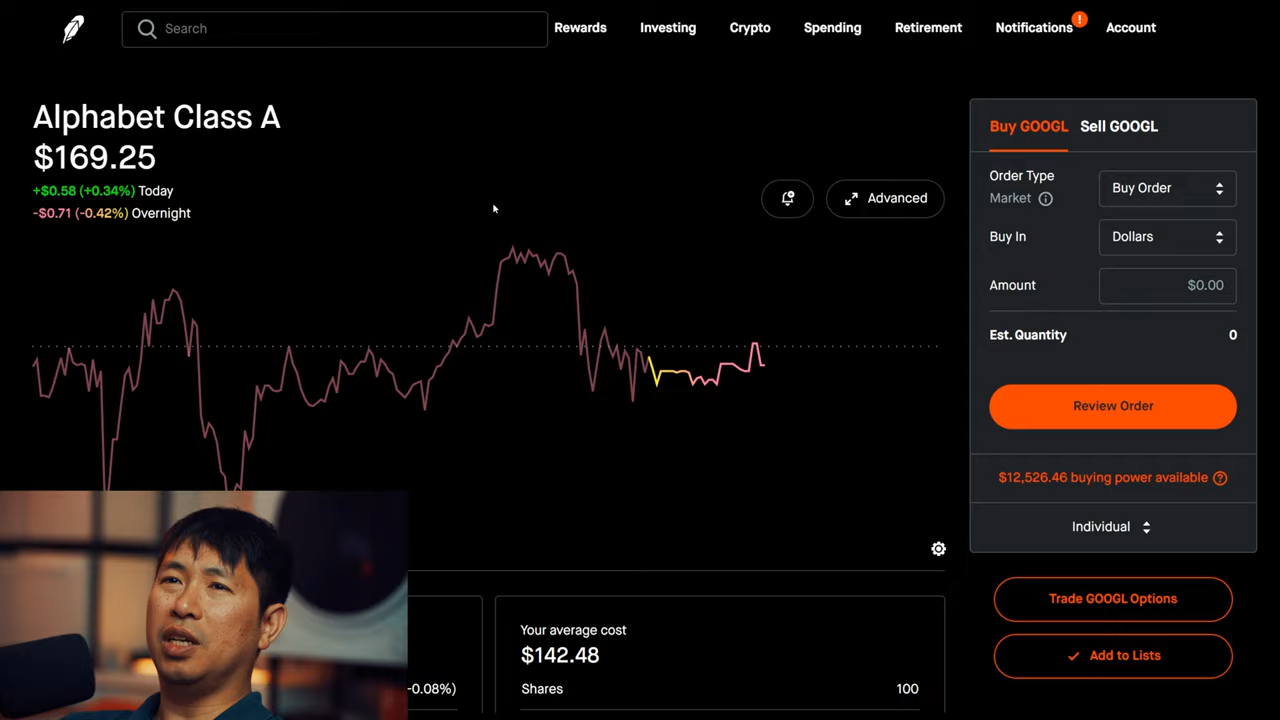 Search
Rewards
Investing
Crypto
Spending
Retirement
Notifications
!
Account
Alphabet Class A
$169.25
+$0.58 (+0.34%) Today
-$0.71 (-0.42%) Overnight
Advanced
Buy GOOGL
Sell GOOGL
Order Type
Market
Buy Order
Buy In
Dollars
Amount
$0.00
Est. Quantity
0
Review Order
$12,526.46 buying power available
Individual
Trade GOOGL Options
Add to Lists
-0.08%)
Your average cost
$142.48
Shares
100